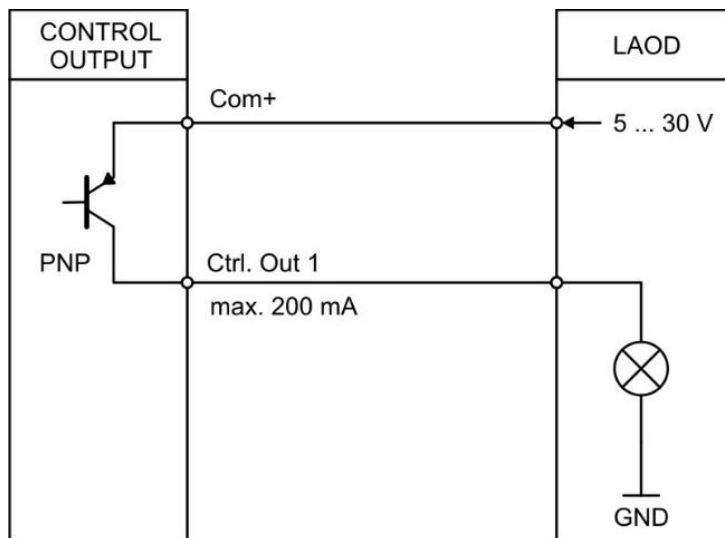 CONTROL
OUTPUT
LAOD
Com+
5 ... 30 V
PNP
Ctrl. Out 1
max. 200 mA
GND